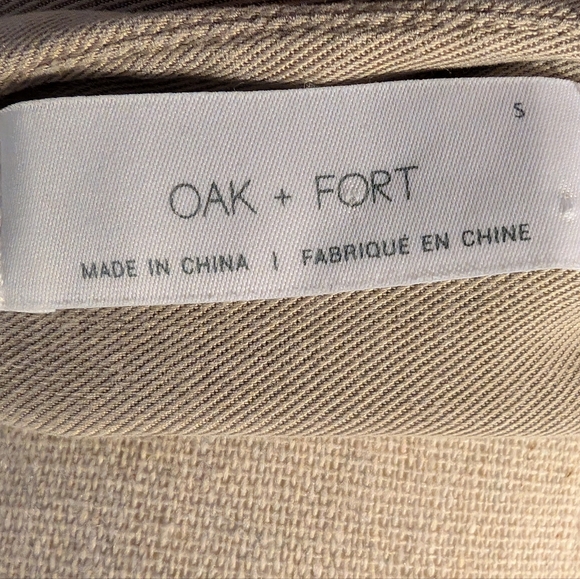 S
OAK + FORT
MADE IN CHINA | FABRIQUÉ EN CHINE